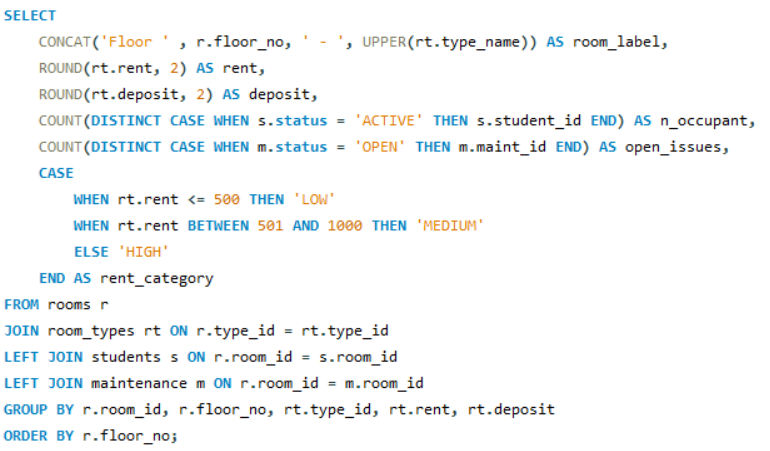 SELECT
CONCAT('Floor ' , r.floor_no, ' - ', UPPER(rt.type_name)) AS room_label,
ROUND(rt.rent, 2) AS rent,
ROUND(rt.deposit, 2) AS deposit,
COUNT(DISTINCT CASE WHEN s.status = 'ACTIVE' THEN s.student_id END) AS n_occupant,
COUNT(DISTINCT CASE WHEN m.status = 'OPEN' THEN m.maint_id END) AS open_issues,
CASE
WHEN rt.rent <= 500 THEN 'LOW'
WHEN rt.rent BETWEEN 501 AND 1000 THEN 'MEDIUM'
ELSE 'HIGH'
END AS rent_category
FROM rooms r
JOIN room_types rt ON r.type_id = rt.type_id
LEFT JOIN students s ON r.room_id = s.room_id
LEFT JOIN maintenance m ON r.room_id = m.room_id
GROUP BY r.room_id, r.floor_no, rt.type_id, rt.rent, rt.deposit
ORDER BY r.floor_no;